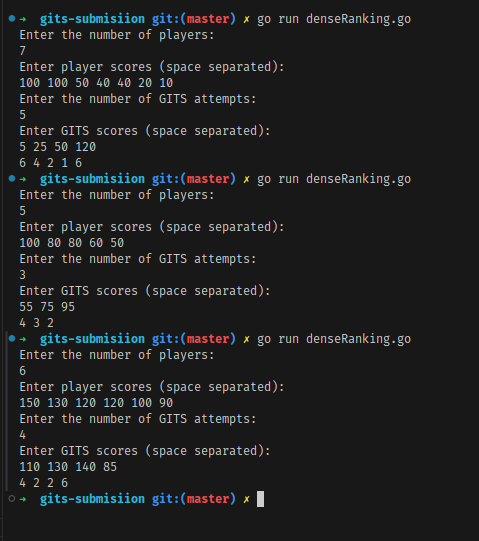 ➜ gits-submisiion git:(master) ✗ go run denseRanking.go
Enter the number of players:
7
Enter player scores (space separated):
100 100 50 40 40 20 10
Enter the number of GITS attempts:
5
Enter GITS scores (space separated):
5 25 50 120
6 4 2 1 6
➜ gits-submisiion git:(master) ✗ go run denseRanking.go
Enter the number of players:
5
Enter player scores (space separated):
100 80 80 60 50
Enter the number of GITS attempts:
3
Enter GITS scores (space separated):
55 75 95
4 3 2
➜ gits-submisiion git:(master) ✗ go run denseRanking.go
Enter the number of players:
6
Enter player scores (space separated):
150 130 120 120 100 90
Enter the number of GITS attempts:
4
Enter GITS scores (space separated):
110 130 140 85
4 2 2 6
➜ gits-submisiion git:(master) ✗